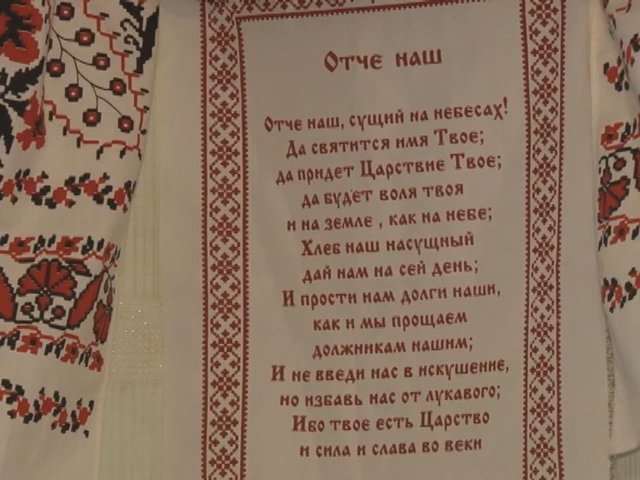 Отче наш
Отче наш, сущий на небесах!
Да святится имя Твое;
да придет Царствие Твое;
да будет воля твоя
и на земле , как на небе;
Хлеб наш насущный
дай нам на сей день;
И прости нам долги наши,
как и мы прощаем
должникам нашим;
И не введи нас в искушение,
но избавь нас от лукавого;
Ибо твое есть Царство
и сила и слава во веки